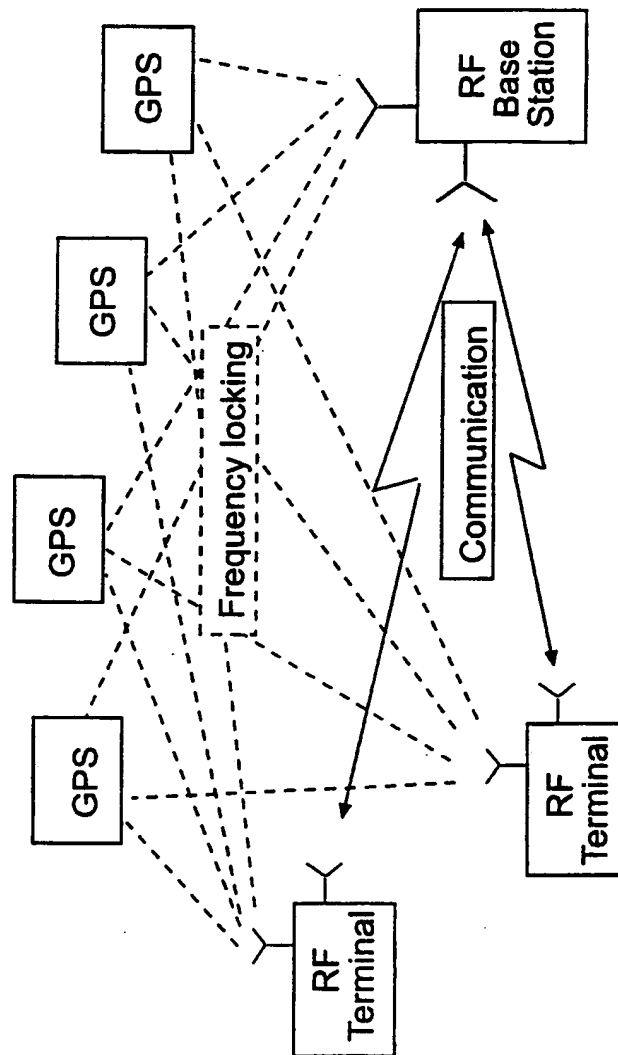 GPS
GPS
GPS
GPS
Frequency locking
Communication
RF
Terminal
RF
Terminal
RF
Base
Station